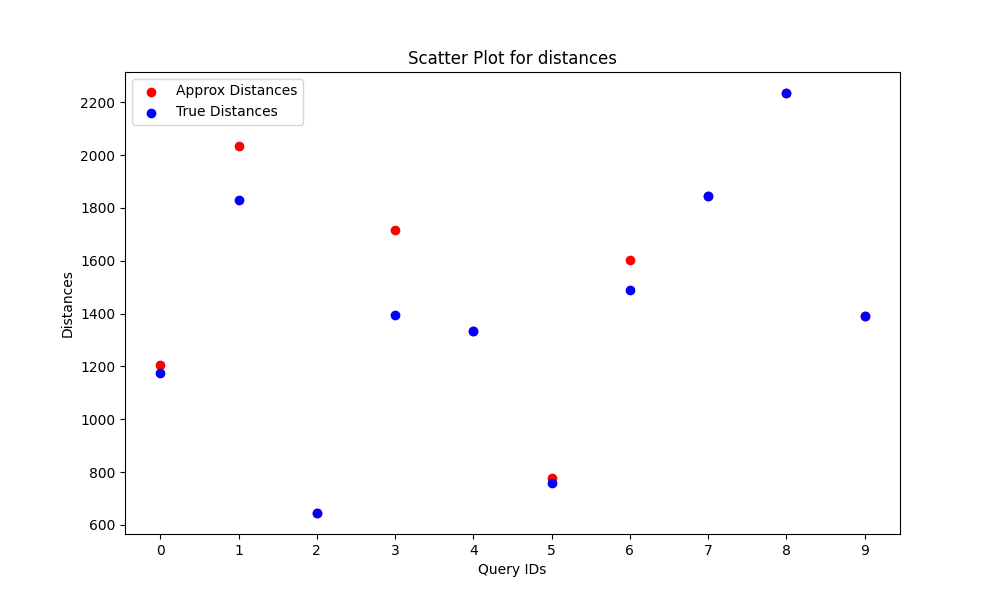 Scatter Plot for distances
Approx Distances
True Distances
2200
2000
1800
1600
1400
1200
1000
800
600
Distances
0 1 2 3 4 5 6 7 8 9
Query IDs